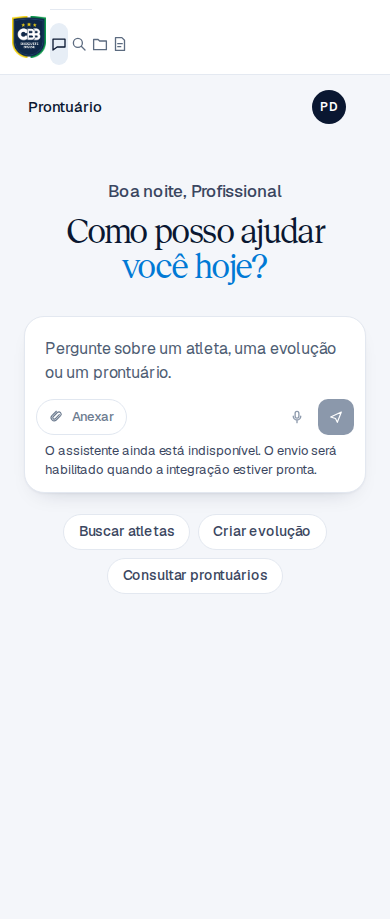 CBB
Prontuário
PD
Boa noite, Profissional
Como posso ajudar
você hoje?
Pergunte sobre um atleta, uma evolução
ou um prontuário.
Anexar
O assistente ainda está indisponível. O envio será
habilitado quando a integração estiver pronta.
Buscar atletas
Criar evolução
Consultar prontuários